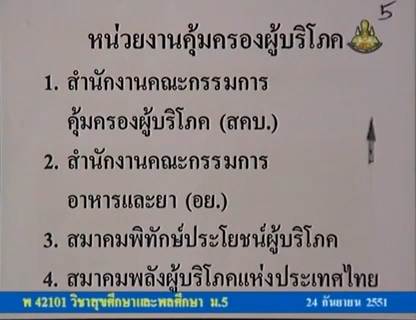 5
หน่วยงานคุ้มครองผู้บริโภค
1. สำนักงานคณะกรรมการ
คุ้มครองผู้บริโภค (สคบ.)
2. สำนักงานคณะกรรมการ
อาหารและยา (อย.)
3. สมาคมพิทักษ์ประโยชน์ผู้บริโภค
4. สมาคมพลังผู้บริโภคแห่งประเทศไทย
พ 42101 วิชาสุขศึกษาและพลศึกษา ม.5
24 กันยายน 2551